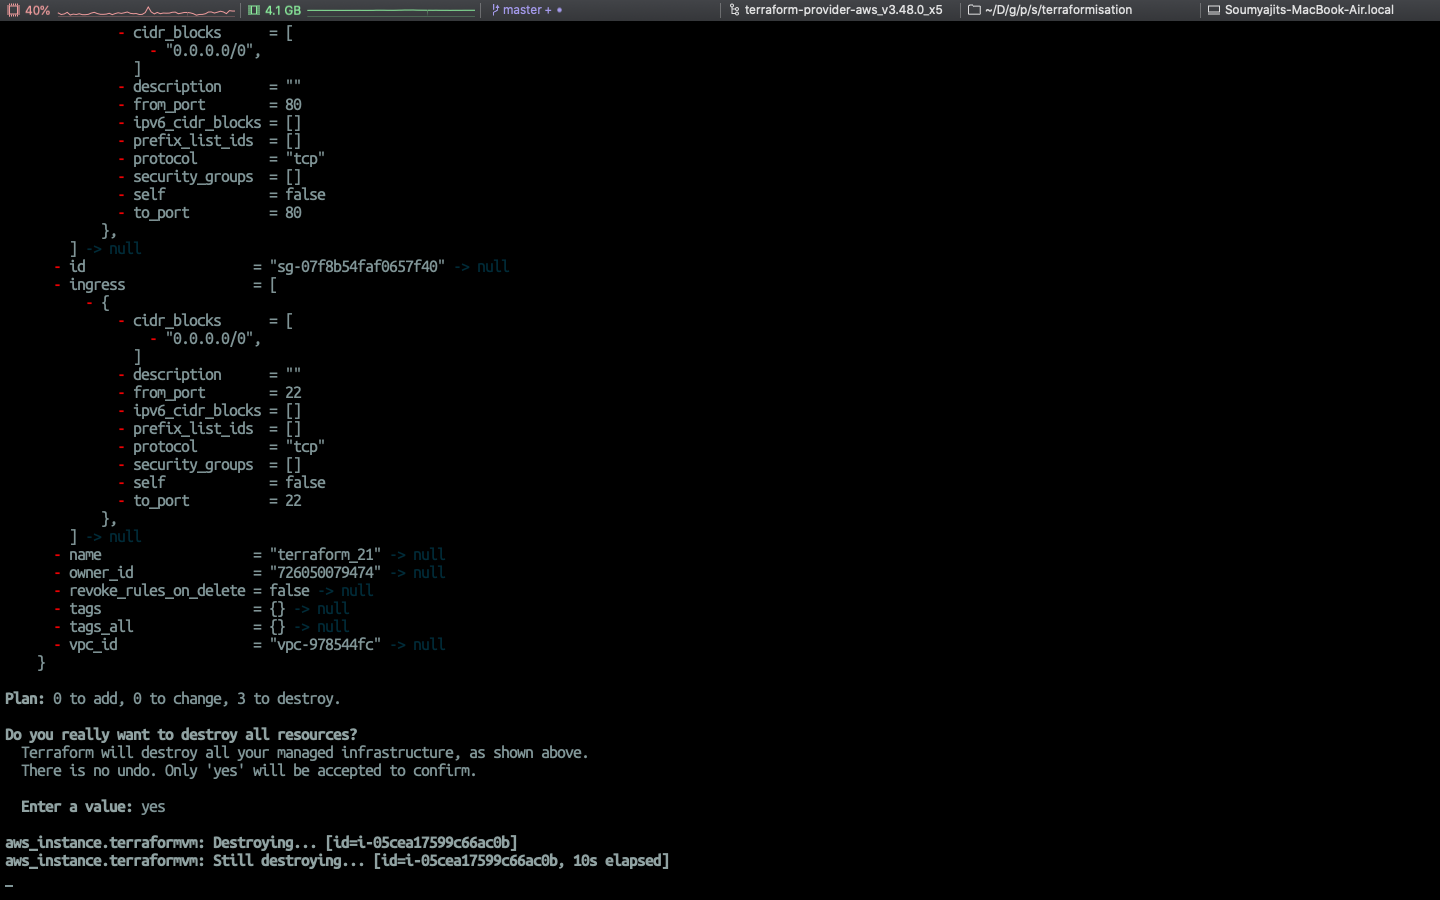 40% 4.1 GB master + • terraform-provider-aws_v3.48.0_x5 ~/D/g/p/s/terraformisation Soumyajits-MacBook-Air.local
- cidr_blocks = [
- "0.0.0.0/0",
]
- description = ""
- from_port = 80
- ipv6_cidr_blocks = []
- prefix_list_ids = []
- protocol = "tcp"
- security_groups = []
- self = false
- to_port = 80
},
] -> null
- id = "sg-07f8b54faf0657f40" -> null
- ingress = [
- {
- cidr_blocks = [
- "0.0.0.0/0",
]
- description = ""
- from_port = 22
- ipv6_cidr_blocks = []
- prefix_list_ids = []
- protocol = "tcp"
- security_groups = []
- self = false
- to_port = 22
},
] -> null
- name = "terraform_21" -> null
- owner_id = "726050079474" -> null
- revoke_rules_on_delete = false -> null
- tags = {} -> null
- tags_all = {} -> null
- vpc_id = "vpc-978544fc" -> null
}
Plan: 0 to add, 0 to change, 3 to destroy.
Do you really want to destroy all resources?
Terraform will destroy all your managed infrastructure, as shown above.
There is no undo. Only 'yes' will be accepted to confirm.
Enter a value: yes
aws_instance.terraformvm: Destroying... [id=i-05cea17599c66ac0b]
aws_instance.terraformvm: Still destroying... [id=i-05cea17599c66ac0b, 10s elapsed]